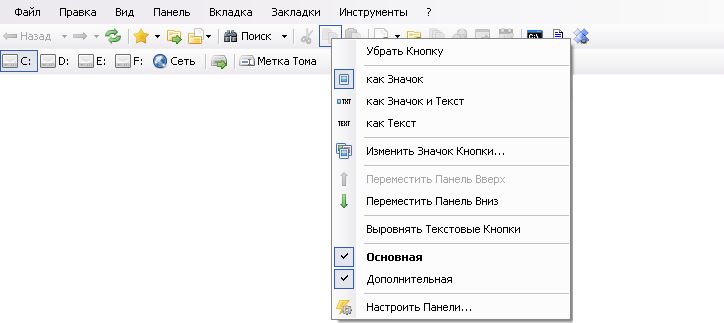 Файл Правка Вид Панель Вкладка Закладки Инструменты ?
Назад Поиск C:\
C: D: E: F: Сеть Метка Тома
Убрать Кнопку
как Значок
TXT как Значок и Текст
TEXT как Текст
Изменить Значок Кнопки...
Переместить Панель Вверх
Переместить Панель Вниз
Выровнять Текстовые Кнопки
Основная
Дополнительная
Настроить Панели...